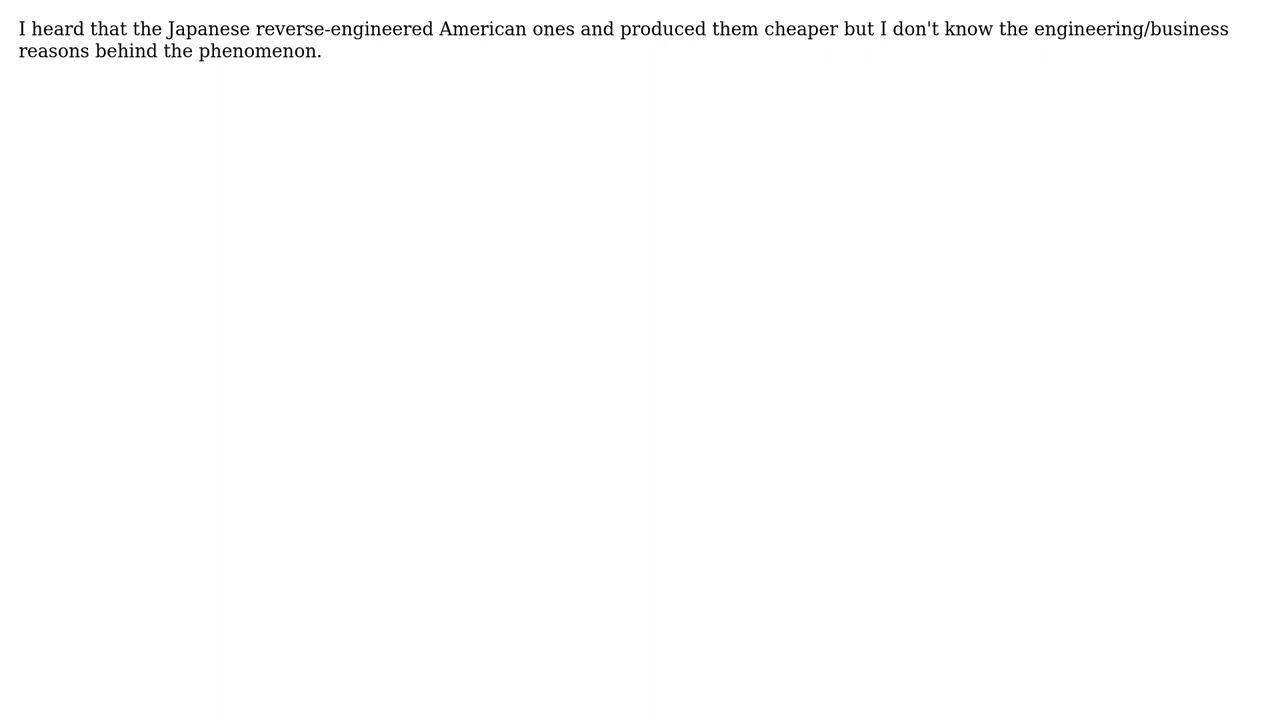 I heard that the Japanese reverse-engineered American ones and produced them cheaper but I don't know the engineering/business
reasons behind the phenomenon.